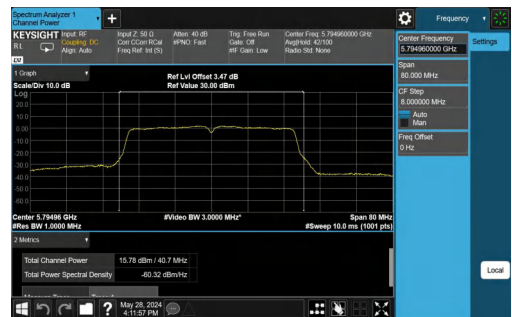 Spectrum Analyzer 1
Channel Power
+
Frequency
KEYSIGHT
RL
Input: RF
Coupling: DC
Align: Auto
Input Z: 50 Ω
Corr CCorr RCal
Freq Ref: Int (S)
Atten: 40 dB
#PNO: Fast
Trig: Free Run
Gate: Off
#IF Gain: Low
Center Freq: 5.794960000 GHz
Avg|Hold: 42/100
Radio Std: None
LV
Center Frequency
5.794960000 GHz
Settings
Span
80.000 MHz
CF Step
8.000000 MHz
Auto
Man
Freq Offset
0 Hz
Local
1 Graph
Scale/Div 10.0 dB
Ref Lvl Offset 3.47 dB
Ref Value 30.00 dBm
Log
20.0
10.0
0.00
-10.0
-20.0
-30.0
-40.0
-50.0
-60.0
Center 5.79496 GHz
#Res BW 1.0000 MHz
#Video BW 3.0000 MHz*
Span 80 MHz
#Sweep 10.0 ms (1001 pts)
2 Metrics
Total Channel Power 15.78 dBm / 40.7 MHz
Total Power Spectral Density -60.32 dBm/Hz
?
May 28, 2024
4:11:57 PM